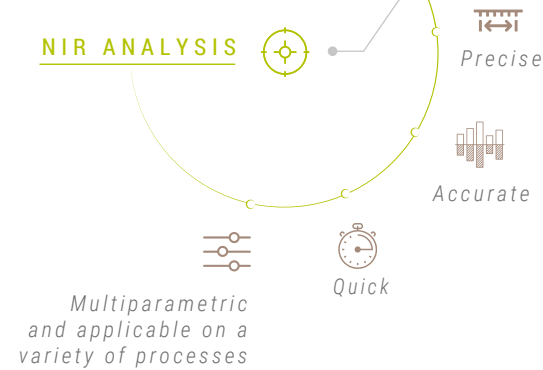 NIR ANALYSIS
Precise
Accurate
Quick
Multiparametric
and applicable on a
variety of processes